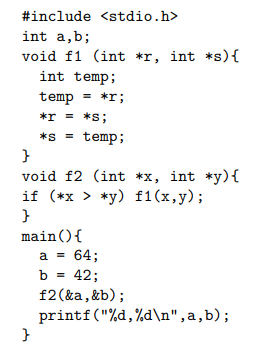 #include <stdio.h>
int a,b;
void f1 (int *r, int *s){
  int temp;
  temp = *r;
  *r = *s;
  *s = temp;
}
void f2 (int *x, int *y){
if (*x > *y) f1(x,y);
}
main(){
  a = 64;
  b = 42;
  f2(&a,&b);
  printf("%d,%d\n",a,b);
}